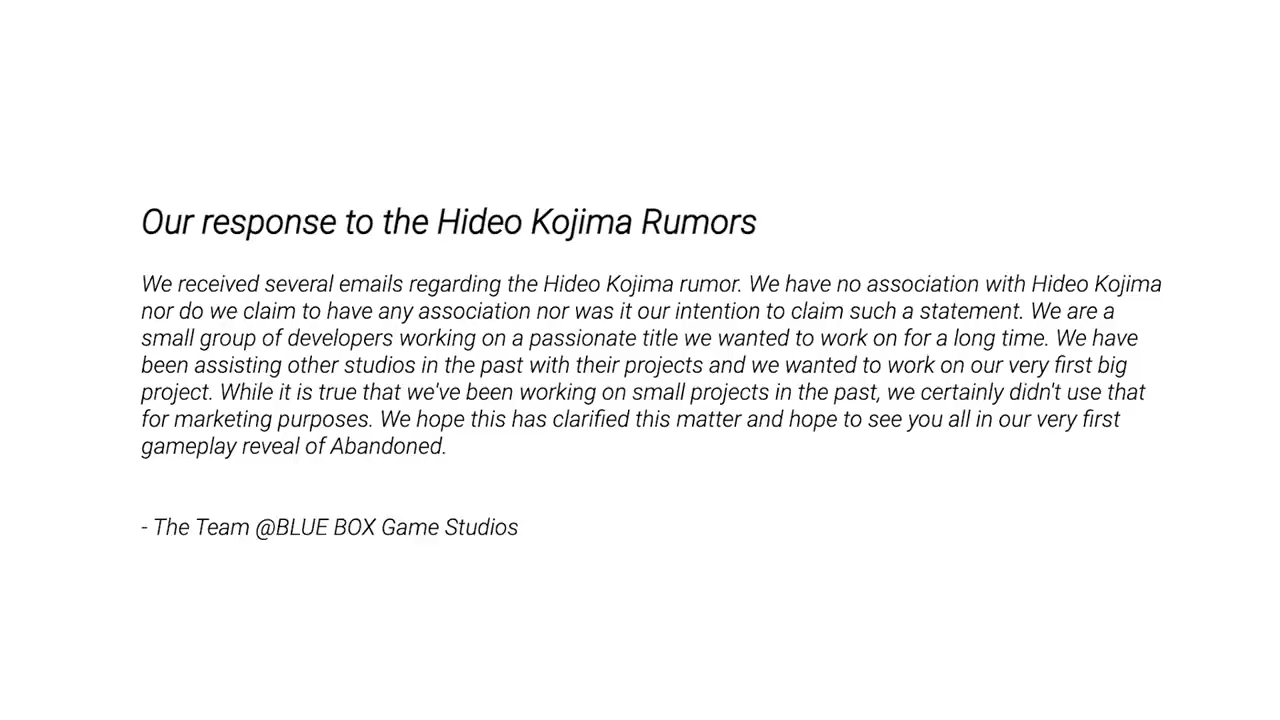 Our response to the Hideo Kojima Rumors
We received several emails regarding the Hideo Kojima rumor. We have no association with Hideo Kojima
nor do we claim to have any association nor was it our intention to claim such a statement. We are a
small group of developers working on a passionate title we wanted to work on for a long time. We have
been assisting other studios in the past with their projects and we wanted to work on our very first big
project. While it is true that we've been working on small projects in the past, we certainly didn't use that
for marketing purposes. We hope this has clarified this matter and hope to see you all in our very first
gameplay reveal of Abandoned.
- The Team @BLUE BOX Game Studios